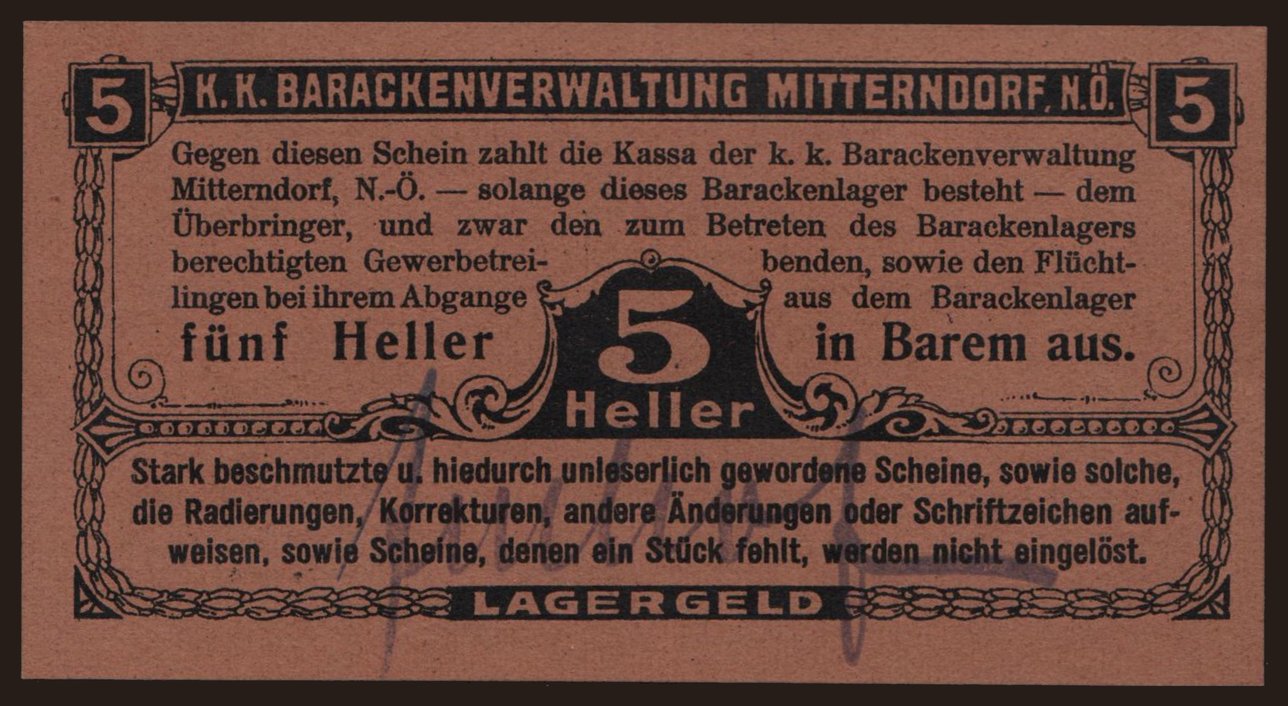 5 K. K. BARACKENVERWALTUNG MITTERNDORF, N.Ö. 5
Gegen diesen Schein zahlt die Kassa der k. k. Barackenverwaltung
Mitterndorf, N.-Ö. — solange dieses Barackenlager besteht — dem
Überbringer, und zwar den zum Betreten des Barackenlagers
berechtigten Gewerbetrei- benden, sowie den Flücht-
lingen bei ihrem Abgange aus dem Barackenlager
fünf Heller 5 in Barem aus.
Heller
Stark beschmutzte u. hiedurch unleserlich gewordene Scheine, sowie solche,
die Radierungen, Korrekturen, andere Änderungen oder Schriftzeichen auf-
weisen, sowie Scheine, denen ein Stück fehlt, werden nicht eingelöst.
LAGERGELD